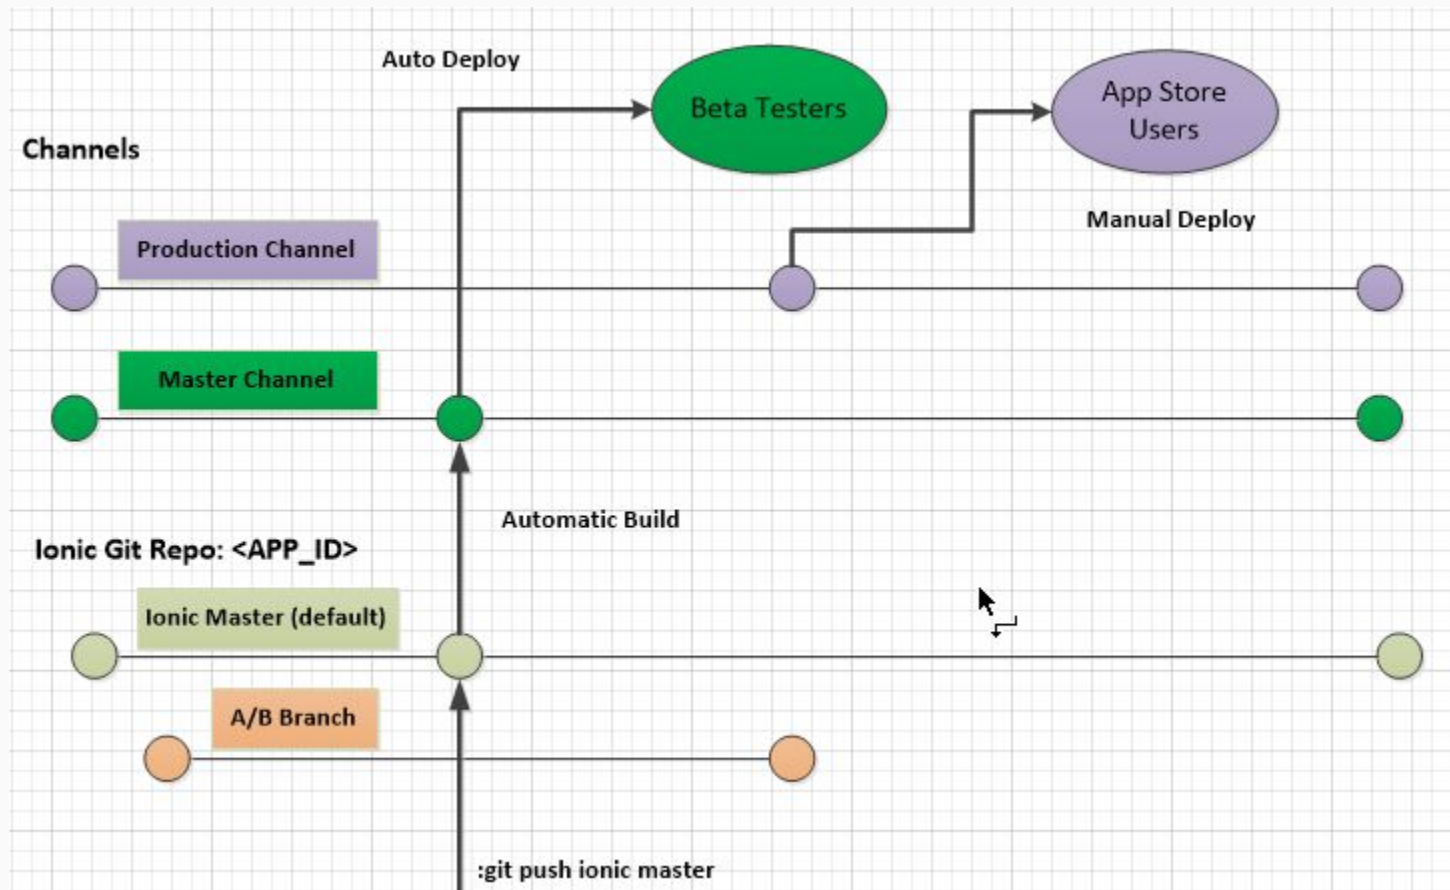 Auto Deploy
Beta Testers
App Store
Users
Channels
Manual Deploy
Production Channel
Master Channel
Automatic Build
Ionic Git Repo: <APP_ID>
Ionic Master (default)
A/B Branch
:git push ionic master